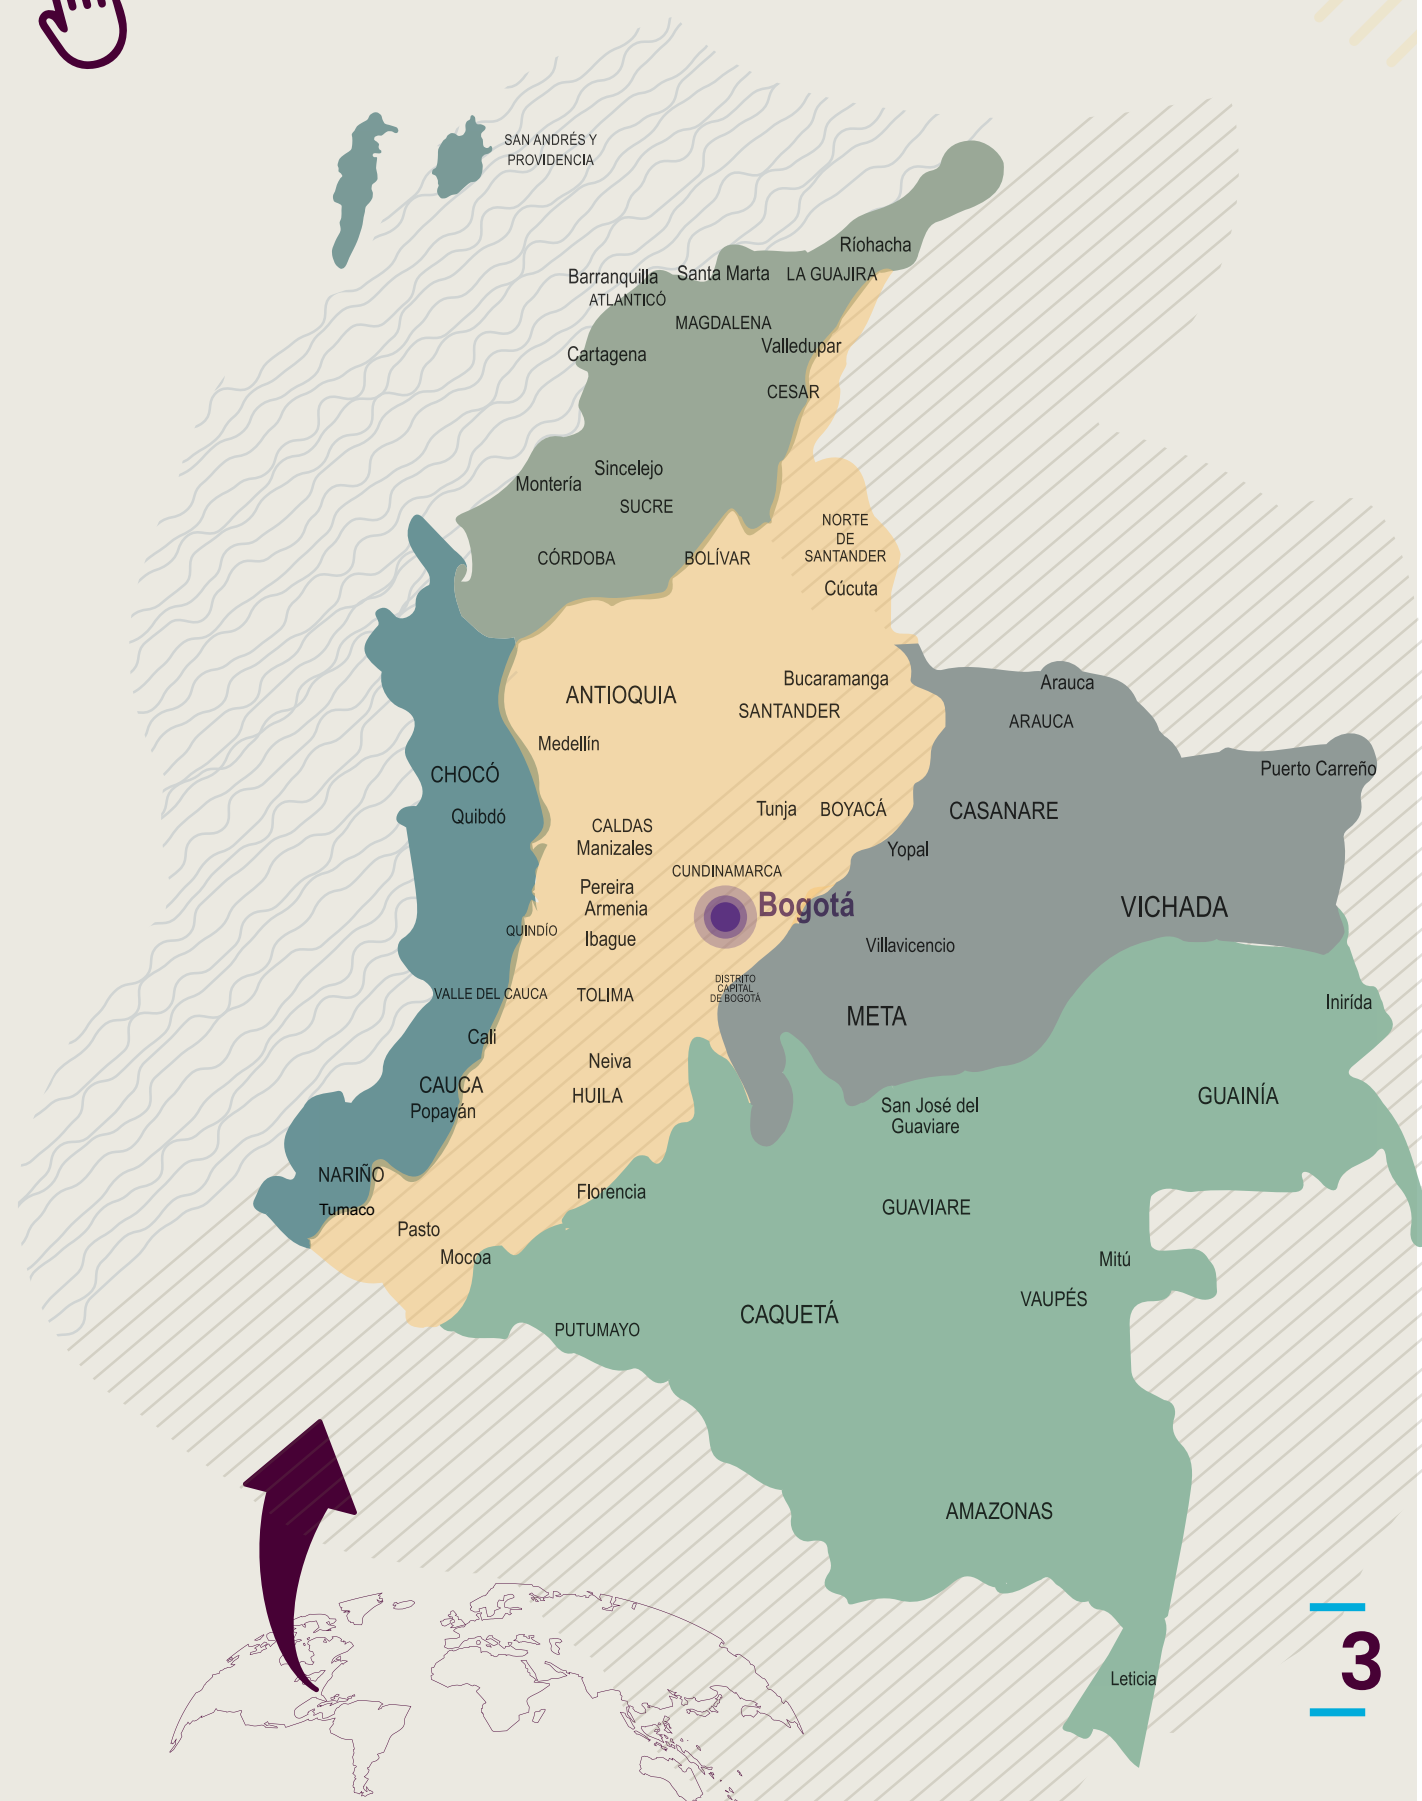 SAN ANDRÉS Y
PROVIDENCIA
Ríohacha
Barranquilla
Santa Marta
LA GUAJIRA
ATLANTICÓ
MAGDALENA
Valledupar
Cartagena
CESAR
Sincelejo
Montería
SUCRE
NORTE
DE
SANTANDER
CÓRDOBA
BOLÍVAR
Cúcuta
Bucaramanga
Arauca
ANTIOQUIA
SANTANDER
ARAUCA
Medellín
CHOCÓ
Puerto Carreño
Quibdó
Tunja
BOYACÁ
CASANARE
CALDAS
Manizales
Yopal
CUNDINAMARCA
Pereira
Armenia
Bogotá
VICHADA
QUINDÍO
Ibague
Villavicencio
DISTRITO
CAPITAL
DE BOGOTÀ
VALLE DEL CAUCA
TOLIMA
Inirída
META
Cali
Neiva
CAUCA
HUILA
GUAINÍA
Popayán
San José del
Guaviare
NARIÑO
Florencia
Tumaco
GUAVIARE
Pasto
Mocoa
Mitú
VAUPÉS
CAQUETÁ
PUTUMAYO
AMAZONAS
3
Leticia